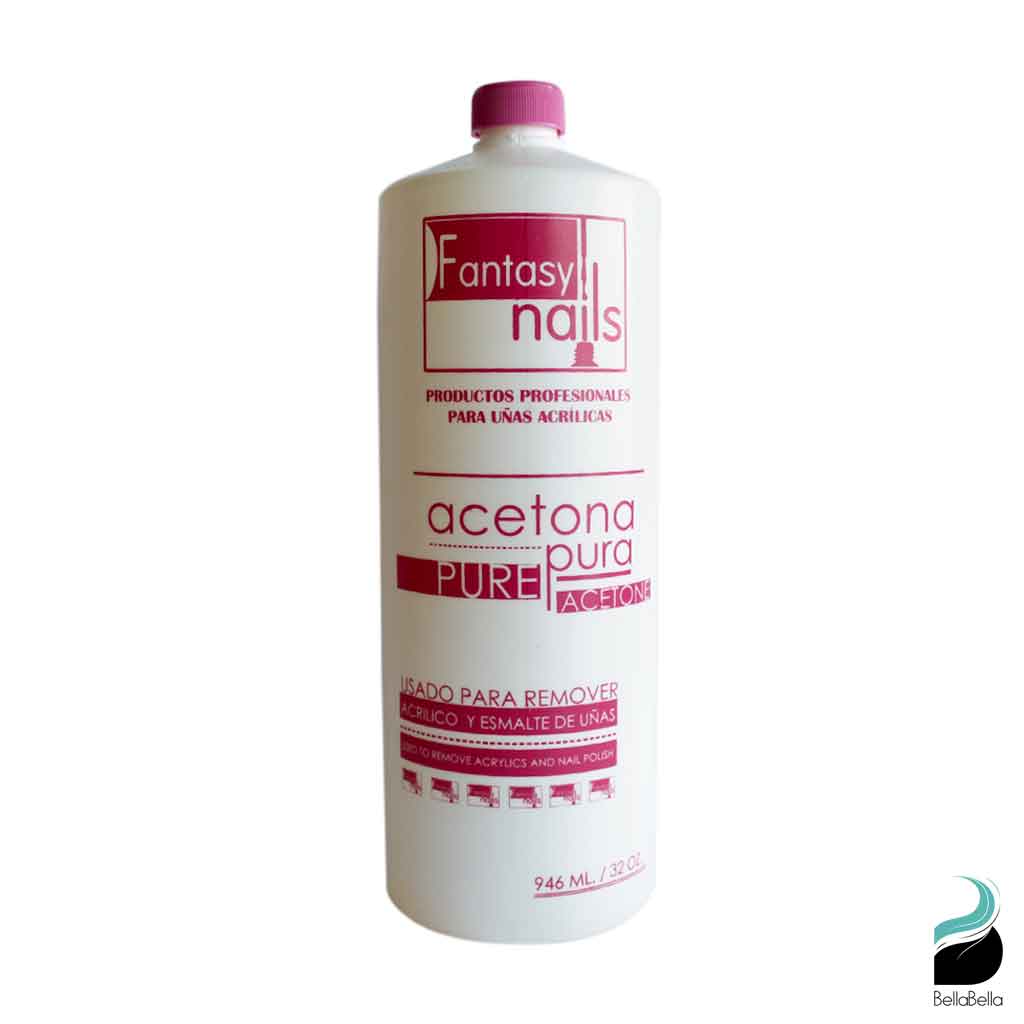 Fantasy
nails
PRODUCTOS PROFESIONALES
PARA UÑAS ACRÍLICAS
acetona
pura
PURE
ACETONE
USADO PARA REMOVER
ACRILICO Y ESMALTE DE UÑAS
USED TO REMOVE ACRYLICS AND NAIL POLISH
946 ML. / 32 OZ.
BellaBella